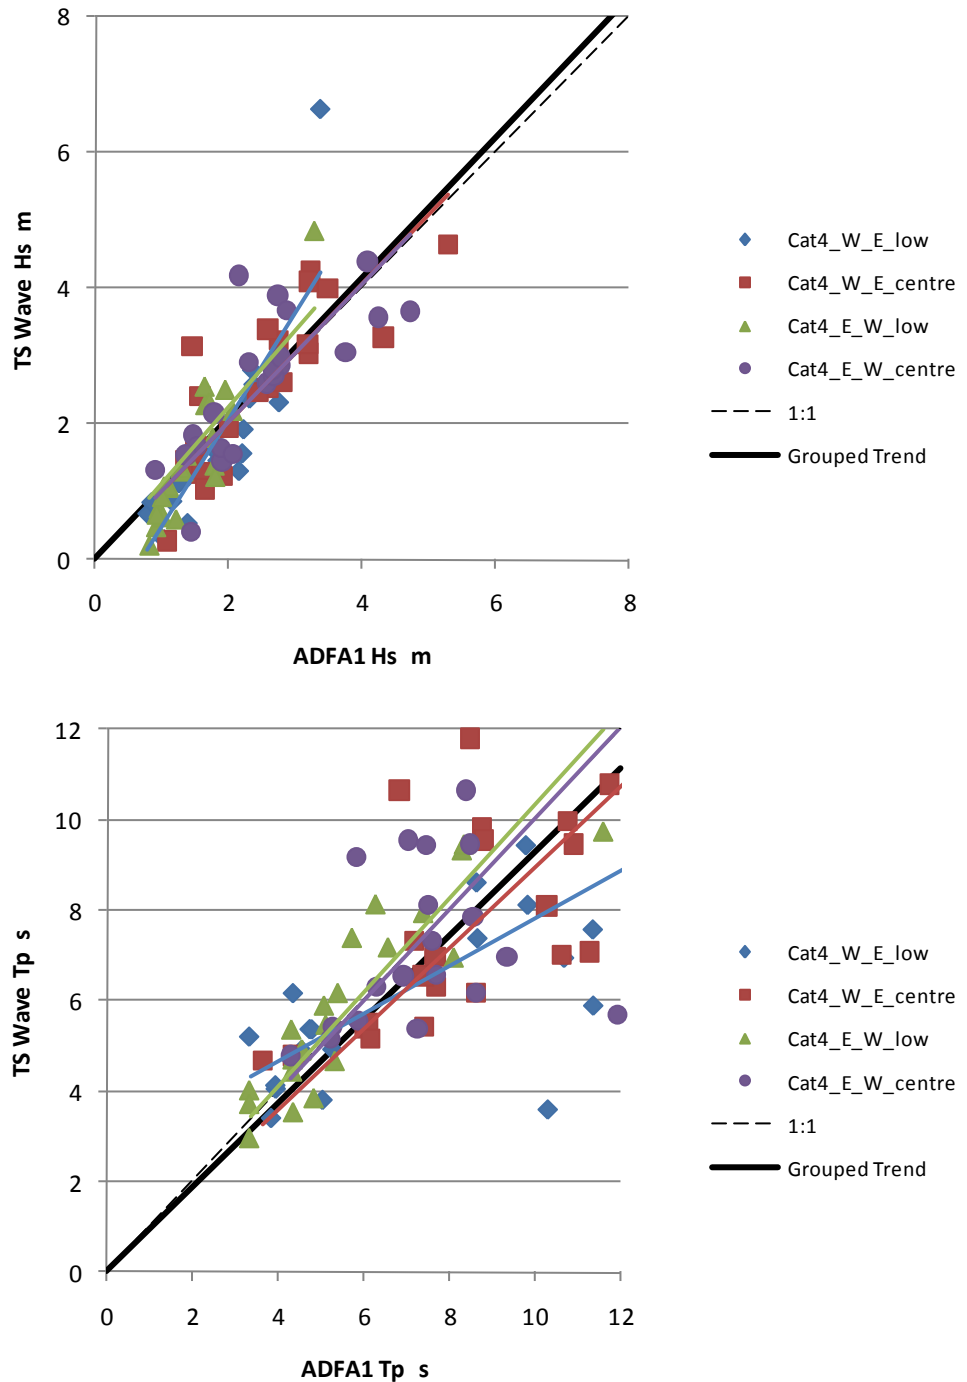 8
6
4
2
0
0 2 4 6 8
TS Wave Hs m
ADFA1 Hs m
Cat4_W_E_low
Cat4_W_E_centre
Cat4_E_W_low
Cat4_E_W_centre
1:1
Grouped Trend
12
10
8
6
4
2
0
0 2 4 6 8 10 12
TS Wave Tp s
ADFA1 Tp s
Cat4_W_E_low
Cat4_W_E_centre
Cat4_E_W_low
Cat4_E_W_centre
1:1
Grouped Trend